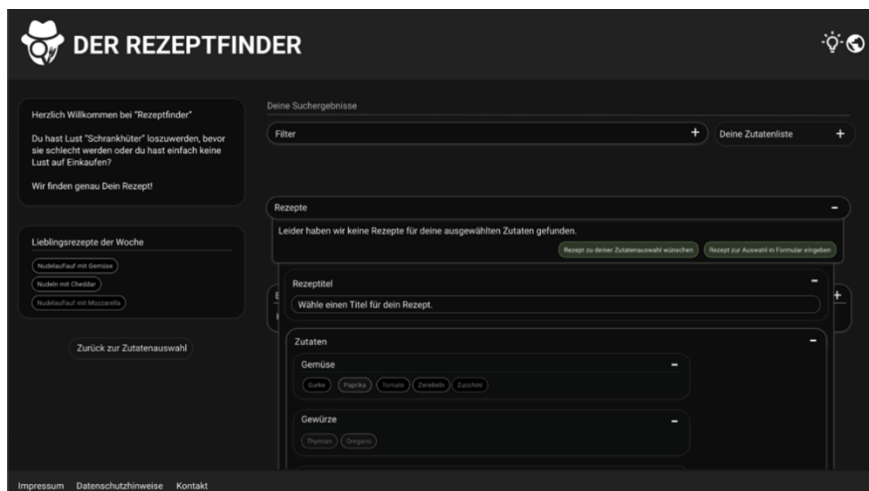 DER REZEPTFINDER
Herzlich Willkommen bei "Rezeptfinder"
Du hast Lust "Schrankhüter" loszuwerden, bevor
sie schlecht werden oder du hast einfach keine
Lust auf Einkaufen?
Wir finden genau Dein Rezept!
Lieblingsrezepte der Woche
Nudelauflauf mit Gemüse
Nudeln mit Cheddar
Nudelauflauf mit Mozzarella
Zurück zur Zutatenauswahl
Deine Suchergebnisse
Filter +
Deine Zutatenliste +
Rezepte -
Leider haben wir keine Rezepte für deine ausgewählten Zutaten gefunden.
Rezept zu deiner Zutatenauswahl wünschen
Rezept zur Auswahl in Formular eingeben
Rezeptitel -
Wähle einen Titel für dein Rezept.
Zutaten -
Gemüse -
Gurke Paprika Tomate Zwiebeln Zucchini
Gewürze -
Thymian Oregano
Impressum Datenschutzhinweise Kontakt